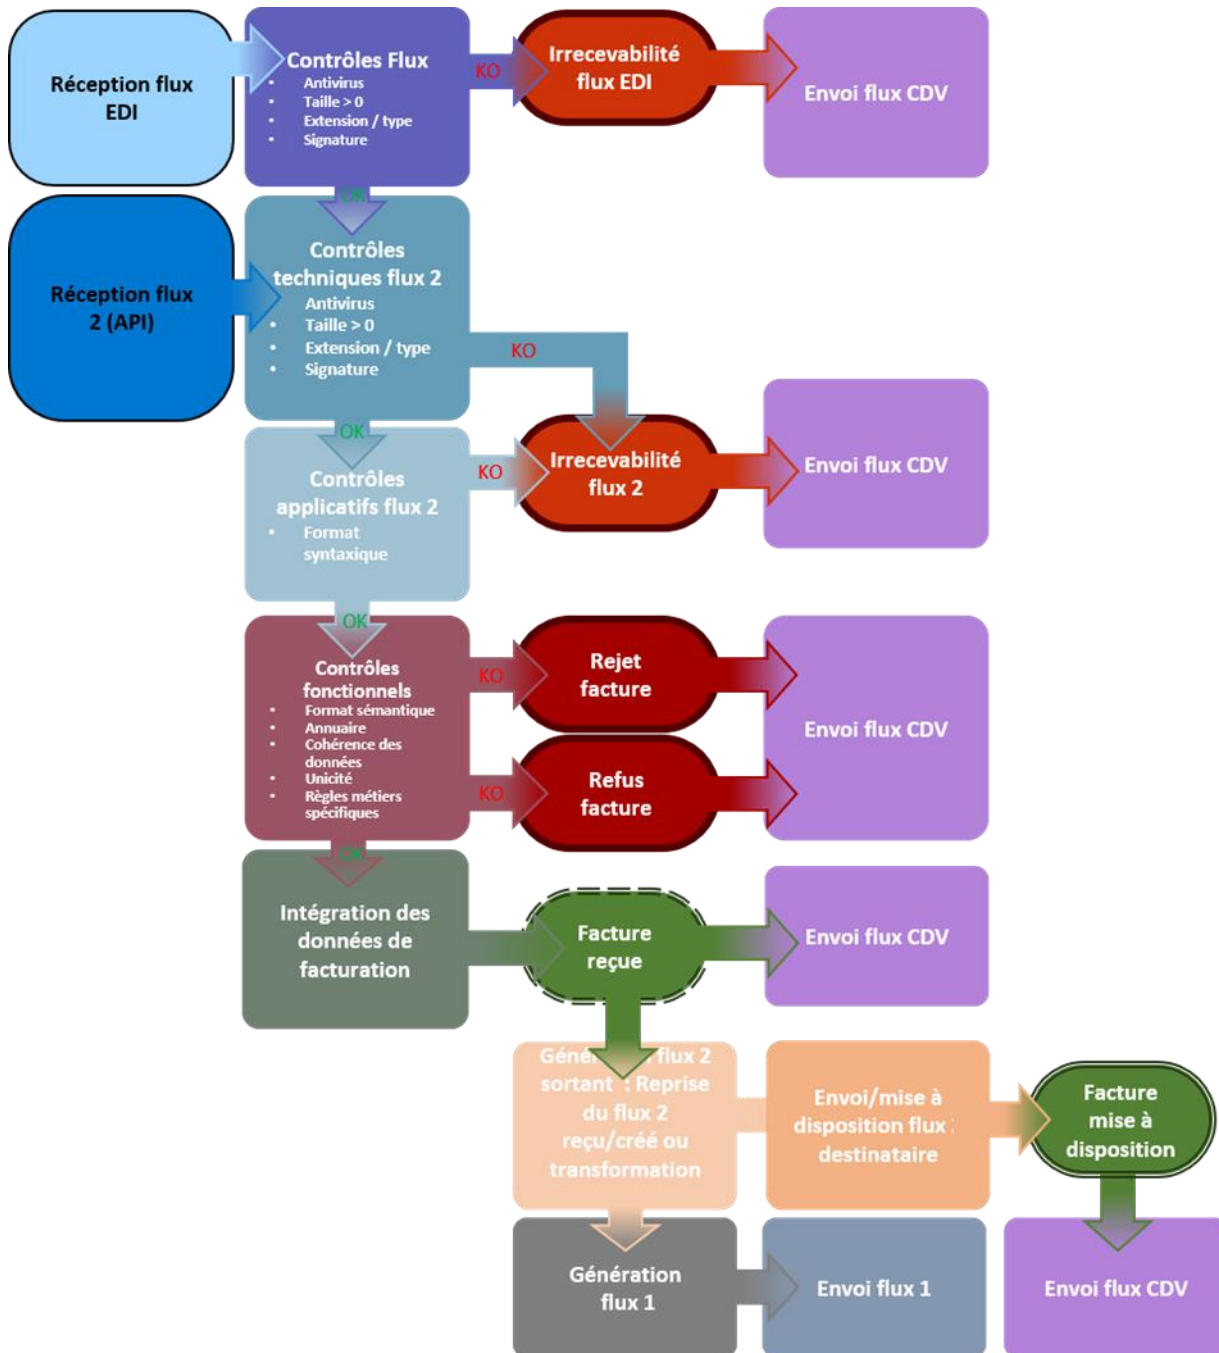 Réception flux
EDI
Contrôles Flux
• Antivirus
• Taille > 0
• Extension / type
• Signature
KO
Irrecevabilité
flux EDI
Envoi flux CDV
OK
Réception flux
2 (API)
Contrôles
techniques flux 2
Antivirus
• Taille > 0
• Extension / type
• Signature
KO
OK
Contrôles
applicatifs flux 2
• Format
syntaxique
KO
Irrecevabilité
flux 2
Envoi flux CDV
OK
Contrôles
fonctionnels
• Format sémantique
• Annuaire
• Cohérence des
données
• Unicité
• Règles métiers
spécifiques
KO
Rejet
facture
KO
Refus
facture
Envoi flux CDV
OK
Intégration des
données de
facturation
Facture
reçue
Envoi flux CDV
flux 2
sortant : Reprise
du flux 2
reçu/créé ou
transformation
Envoi/mise à
disposition flux
destinataire
Facture
mise à
disposition
Génération
flux 1
Envoi flux 1
Envoi flux CDV